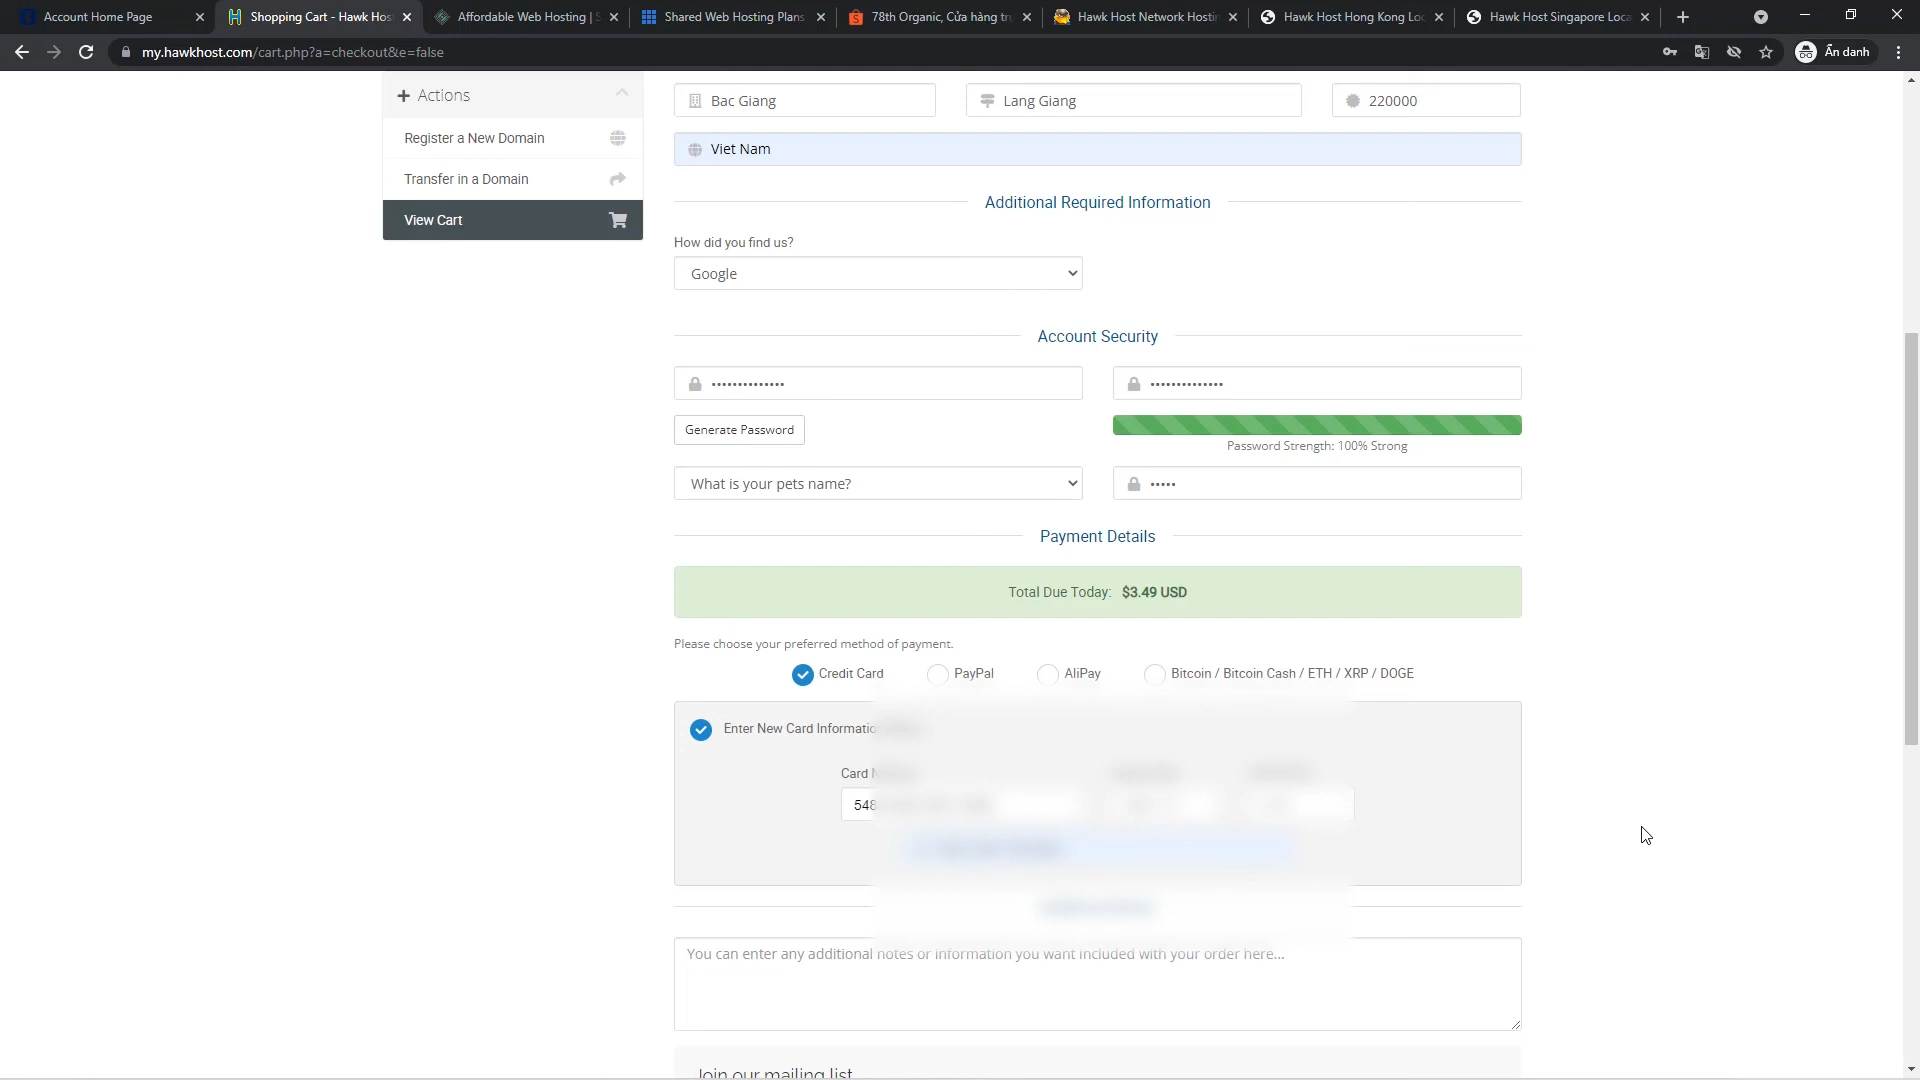 Account Home Page
Shopping Cart - Hawk Hos
Affordable Web Hosting | S
Shared Web Hosting Plans
78th Organic, Cửa hàng tr
Hawk Host Network Hostin
Hawk Host Hong Kong Loc
Hawk Host Singapore Loca
my.hawkhost.com/cart.php?a=checkout&e=false
Ẩn danh
Actions
Register a New Domain
Transfer in a Domain
View Cart
Bac Giang
Lang Giang
220000
Viet Nam
Additional Required Information
How did you find us?
Google
Account Security
••••••••••••••
••••••••••••••
Generate Password
Password Strength: 100% Strong
What is your pets name?
•••••
Payment Details
Total Due Today: $3.49 USD
Please choose your preferred method of payment.
Credit Card
PayPal
AliPay
Bitcoin / Bitcoin Cash / ETH / XRP / DOGE
Enter New Card Informatio
Card N
548
You can enter any additional notes or information you want included with your order here...
Join our mailing list